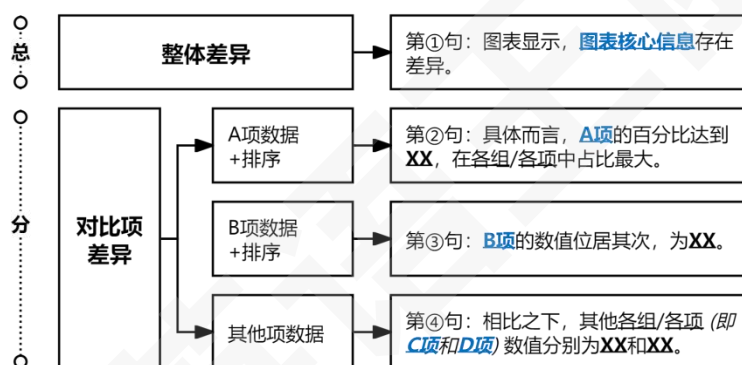 总
整体差异
第①句：图表显示，图表核心信息存在
差异。
分
对比项
差异
A项数据
+排序
第②句：具体而言，A项的百分比达到
XX，在各组/各项中占比最大。
B项数据
+排序
第③句：B项的数值位居其次，为XX。
其他项数据
第④句：相比之下，其他各组/各项 (即
C项和D项) 数值分别为XX和XX。